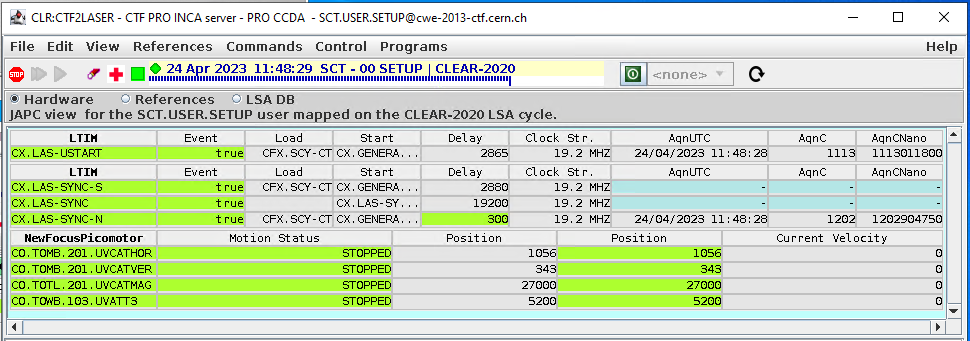 CLR:CTF2LASER - CTF PRO INCA server - PRO CCDA - SCT.USER.SETUP@cwe-2013-ctf.cern.ch
File Edit View References Commands Control Programs Help
STOP 24 Apr 2023 11:48:29 SCT - 00 SETUP | CLEAR-2020 <none>
Hardware References LSA DB
JAPC view for the SCT.USER.SETUP user mapped on the CLEAR-2020 LSA cycle.
LTIM Event Load Start Delay Clock Str. AqnUTC AqnC AqnCNano
CX.LAS-USTART true CFX.SCY-CT CX.GENERA... 2865 19.2 MHZ 24/04/2023 11:48:28 1113 1113011800
LTIM Event Load Start Delay Clock Str. AqnUTC AqnC AqnCNano
CX.LAS-SYNC-S true CFX.SCY-CT CX.GENERA... 2880 19.2 MHZ - - -
CX.LAS-SYNC true CX.LAS-SY... 19200 19.2 MHZ - - -
CX.LAS-SYNC-N true CFX.SCY-CT CX.GENERA... 300 19.2 MHZ 24/04/2023 11:48:28 1202 1202904750
NewFocusPicomotor Motion Status Position Position Current Velocity
CO.TOMB.201.UVCATHOR STOPPED 1056 1056 0
CO.TOMB.201.UVCATVER STOPPED 343 343 0
CO.TOTL.201.UVCATMAG STOPPED 27000 27000 0
CO.TOWB.103.UVATT3 STOPPED 5200 5200 0